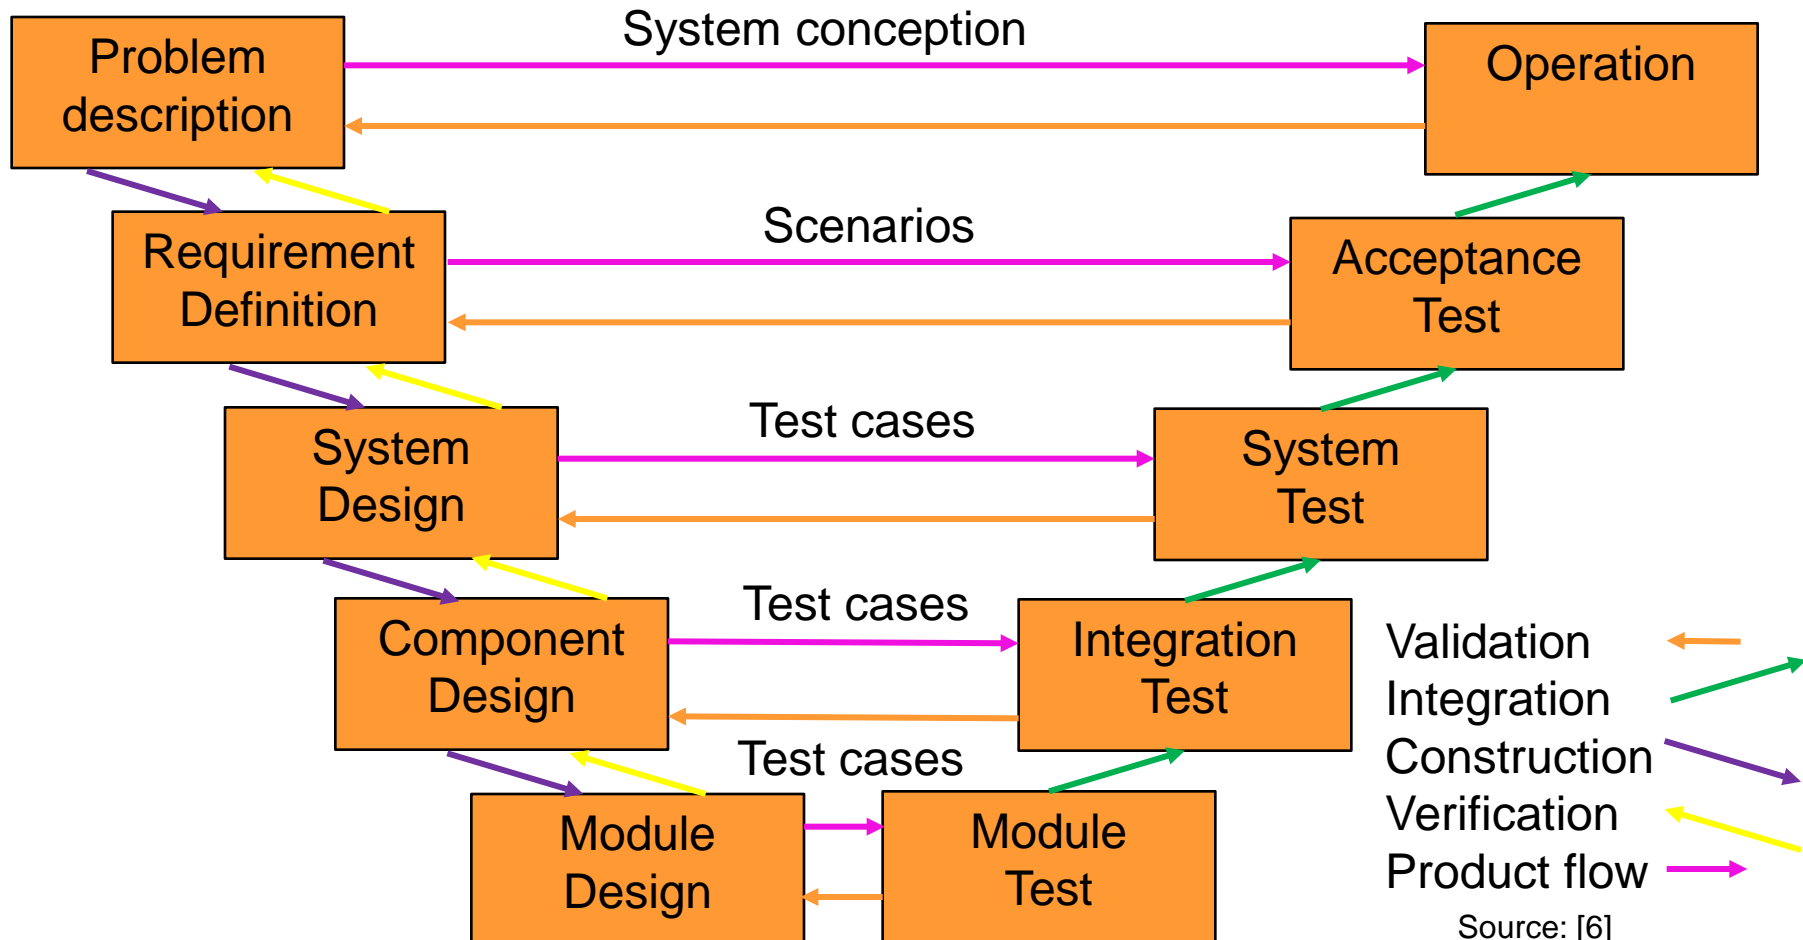 System conception
Problem
description
Operation
Scenarios
Requirement
Definition
Acceptance
Test
Test cases
System
Design
System
Test
Test cases
Component
Design
Integration
Test
Test cases
Module
Design
Module
Test
Validation
Integration
Construction
Verification
Product flow
Source: [6]